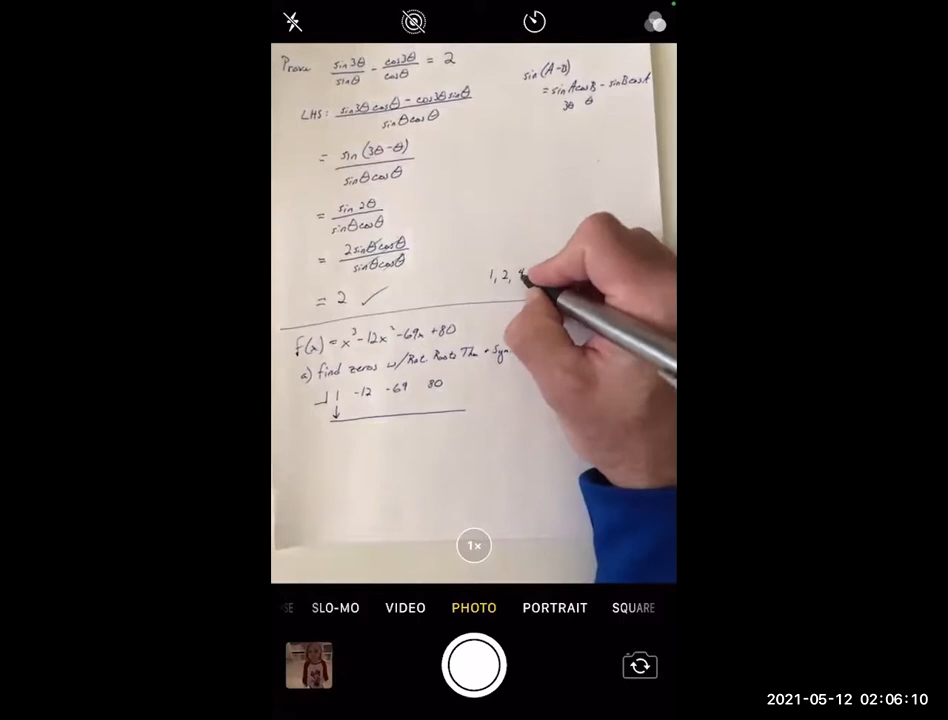 Prove sin3θ/sinθ - cos3θ/cosθ = 2
sin(A-B)
= sinAcosB - sinBcosA
3θ θ
LHS: sin3θcosθ - cos3θsinθ / sinθcosθ
= sin(3θ-θ) / sinθcosθ
= sin2θ / sinθcosθ
= 2sinθcosθ / sinθcosθ
= 2 ✓
1, 2, 4
f(x) = x³ - 12x² - 69x + 80
a) find zeros w/ Rat Roots Thm + Syn.
1 -12 -69 80
1×
SLO-MO VIDEO PHOTO PORTRAIT SQUARE
2021-05-12 02:06:10